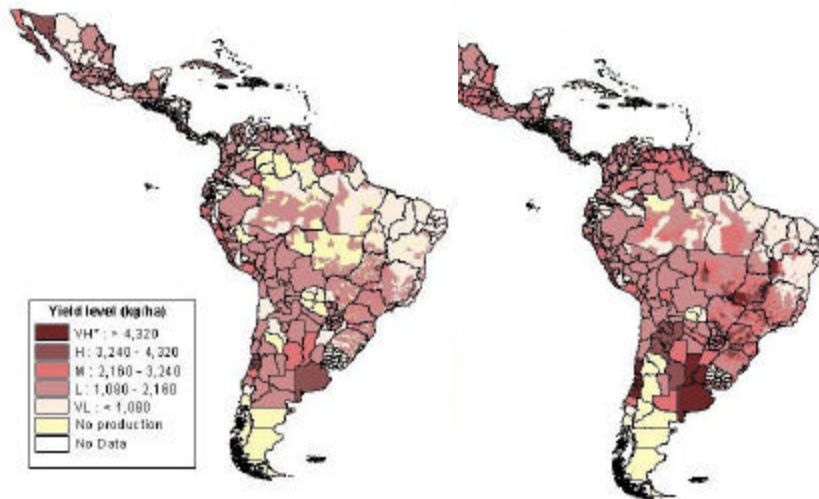 Yield level (kg/ha)
VH* : > 4,320
H : 3,240 - 4,320
M : 2,160 - 3,240
L : 1,080 - 2,160
VL : < 1,080
No production
No Data